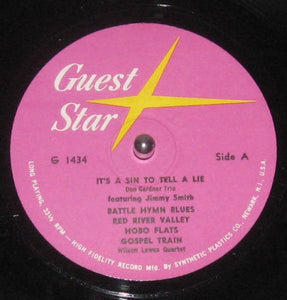 Guest
Star
G 1434
Side A
IT'S A SIN TO TELL A LIE
Don Gardner Trio
featuring Jimmy Smith
BATTLE HYMN BLUES
RED RIVER VALLEY
HOBO FLATS
GOSPEL TRAIN
Wilson Lewes Quartet
LONG PLAYING, 33⅓ RPM - HIGH FIDELITY RECORD Mfg. By SYNTHETIC PLASTICS CO., NEWARK, N.J. U.S.A.